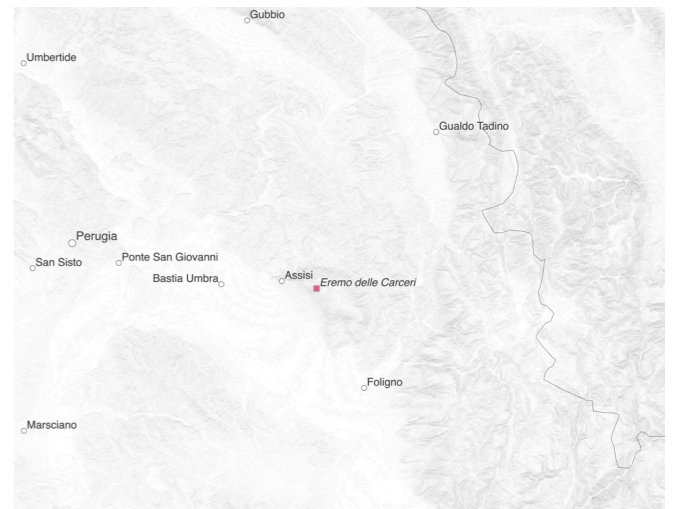 Gubbio
Umbertide
Gualdo Tadino
Perugia
San Sisto
Ponte San Giovanni
Bastia Umbra
Assisi
Eremo delle Carceri
Foligno
Marsciano